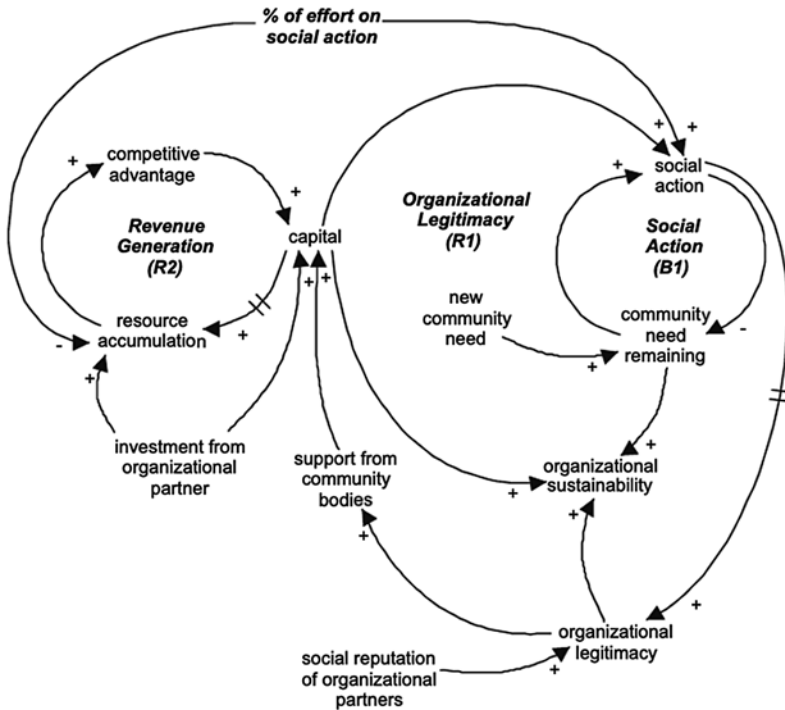 % of effort on
social action
+
+
+
competitive
advantage
+
+
social
action
Revenue
Generation
(R2)
capital
Organizational
Legitimacy
(R1)
Social
Action
(B1)
+
+
resource
accumulation
-
+
+
new
community
need
+
community
need
remaining
-
+
investment from
organizational
partner
support from
community
bodies
+
organizational
sustainability
+
+
+
organizational
legitimacy
+
social reputation
of organizational
partners
+